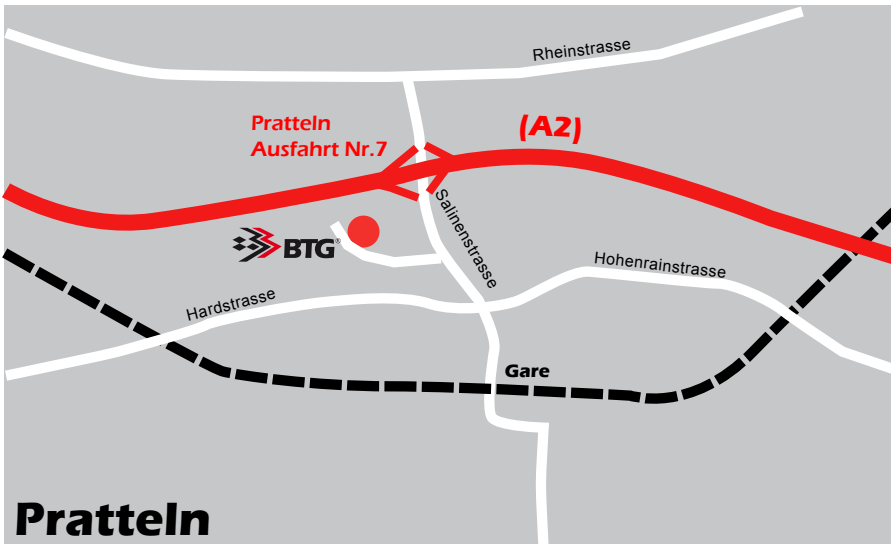 Rheinstrasse
(A2)
Pratteln
Ausfahrt Nr.7
Salinenstrasse
BTG®
Hohenrainstrasse
Hardstrasse
Gare
Pratteln